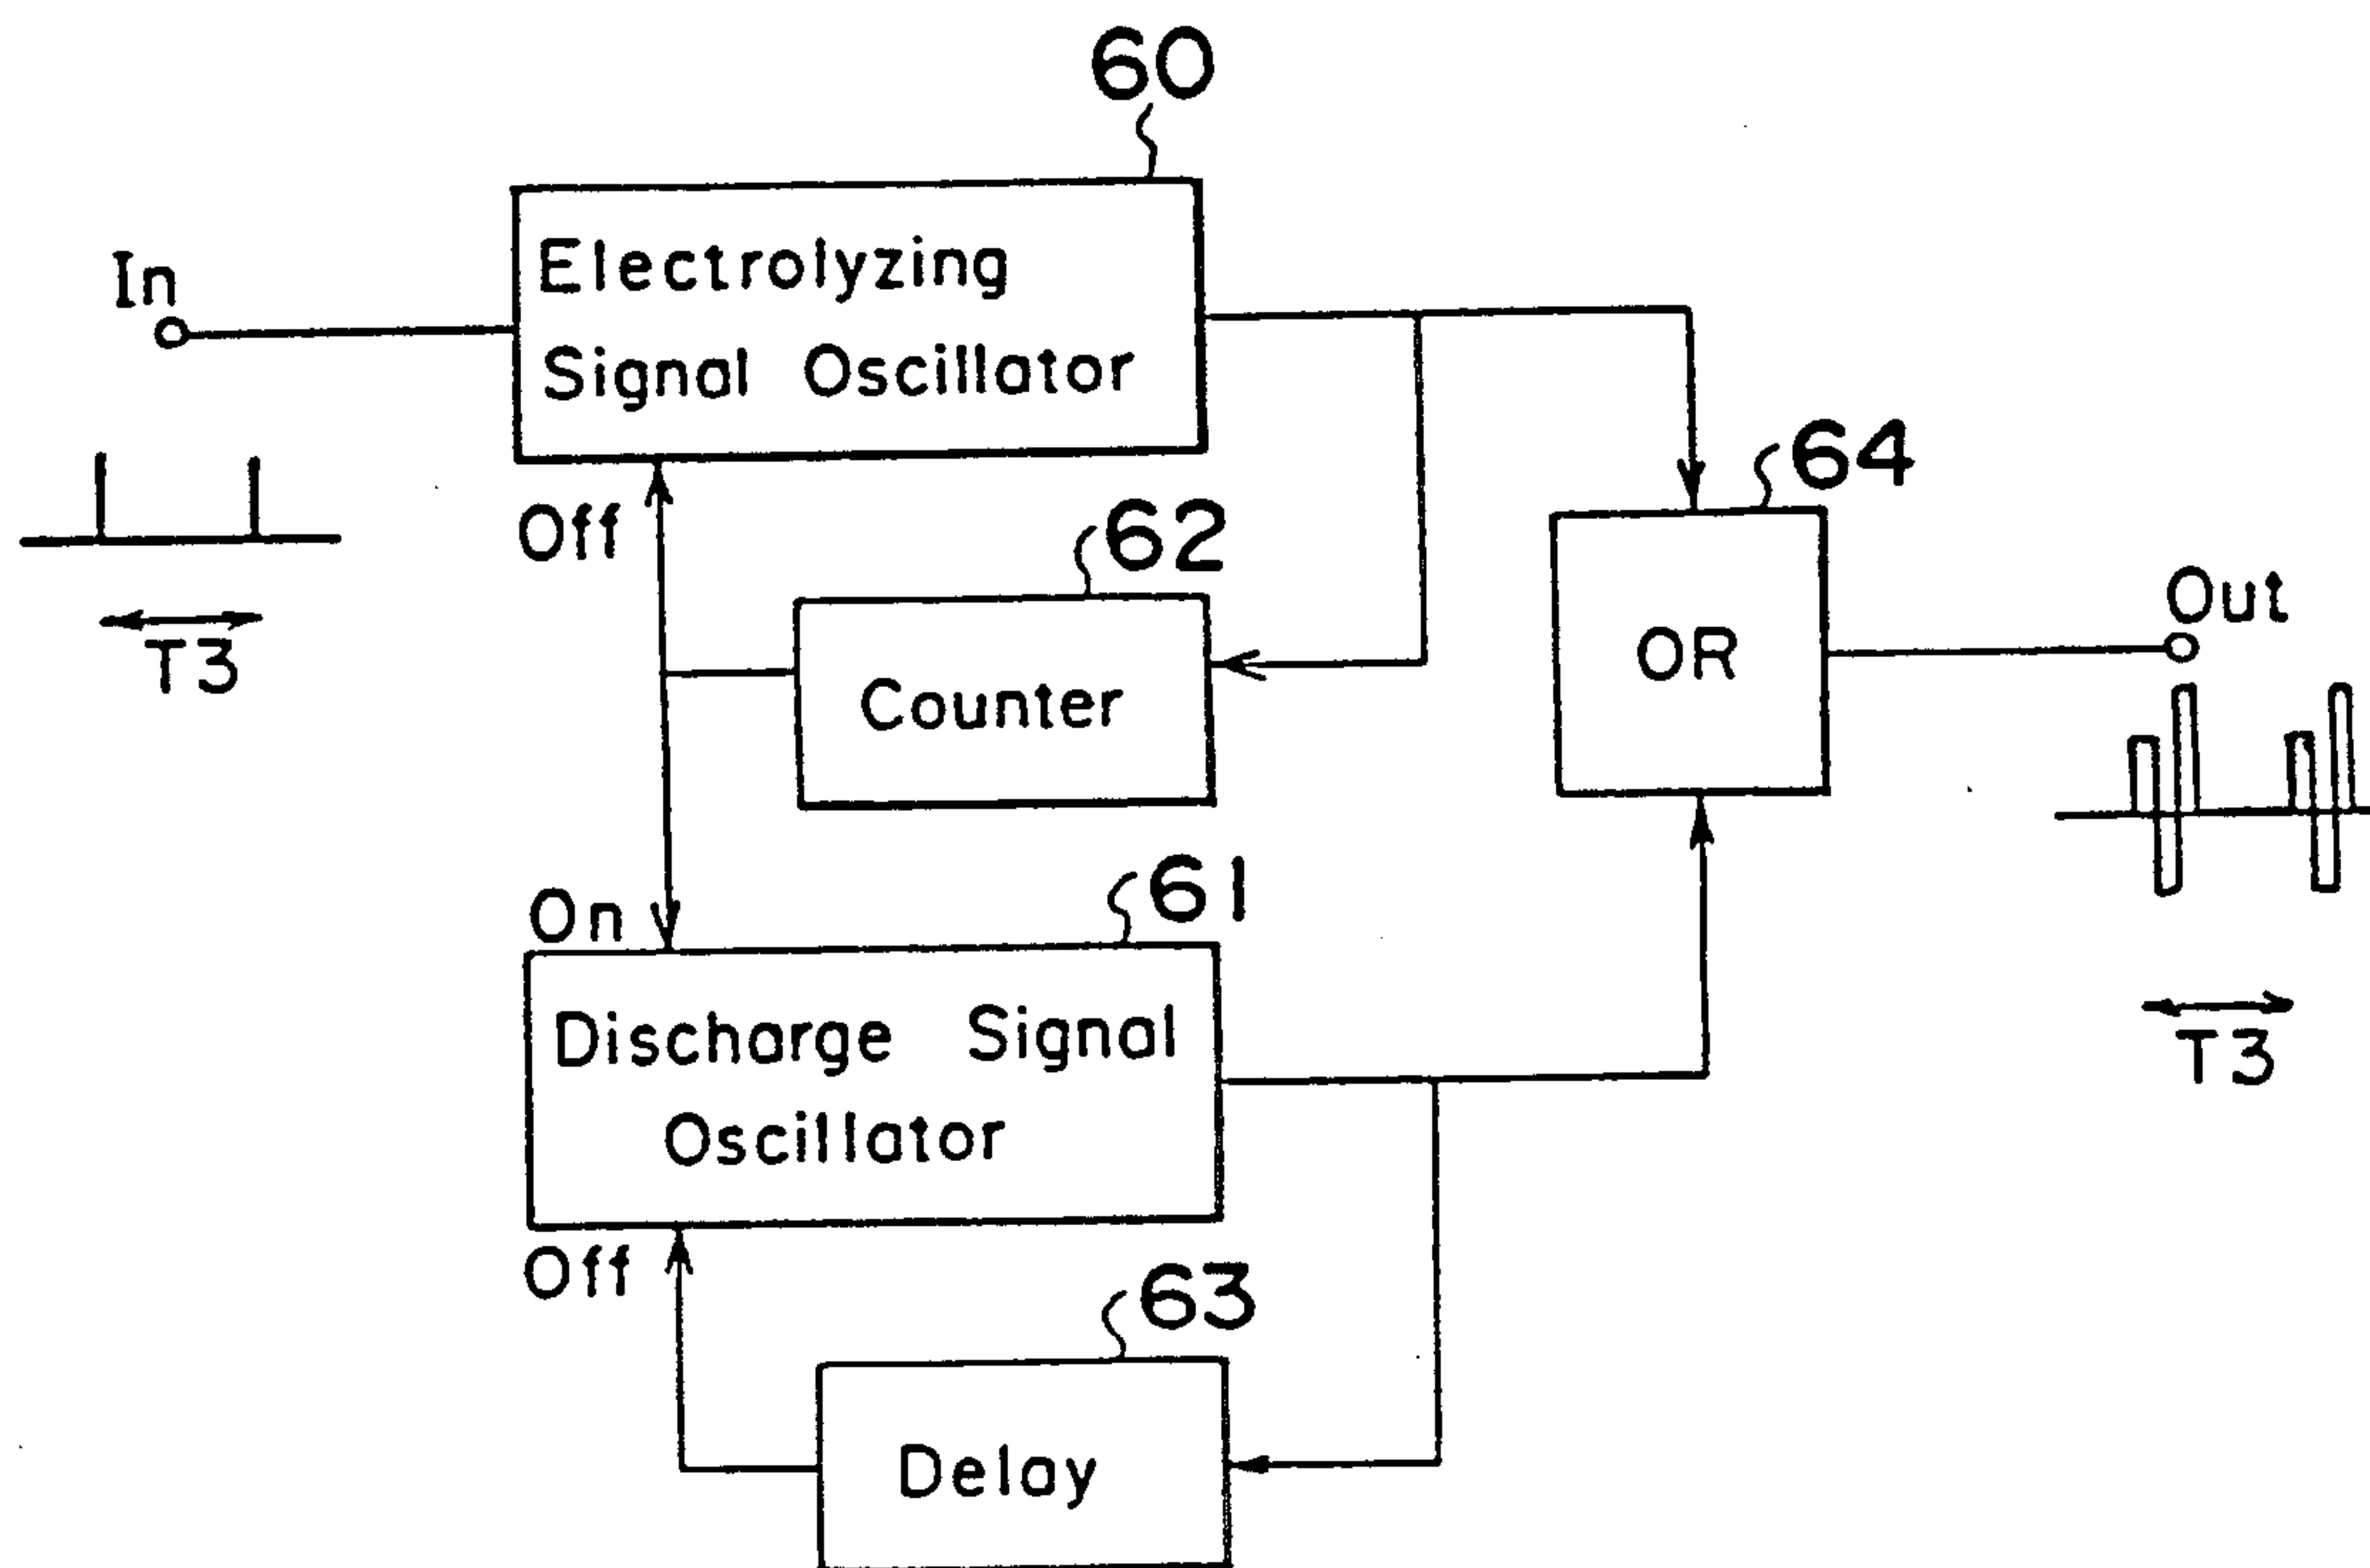 60
In
Electrolyzing
Signal Oscillator
64
Off
62
Out
T3
OR
Counter
61
On
Discharge Signal
Oscillator
T3
Off
63
Delay